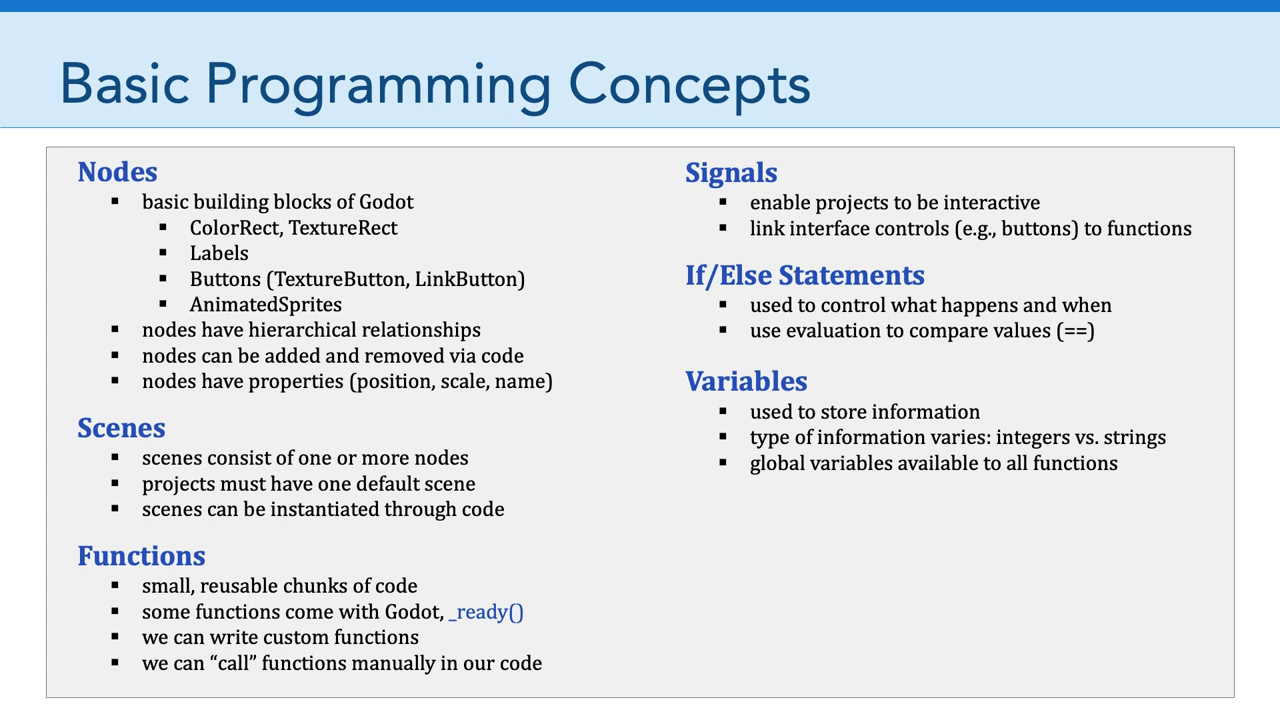 Basic Programming Concepts
Nodes
▪ basic building blocks of Godot
▪ ColorRect, TextureRect
▪ Labels
▪ Buttons (TextureButton, LinkButton)
▪ AnimatedSprites
▪ nodes have hierarchical relationships
▪ nodes can be added and removed via code
▪ nodes have properties (position, scale, name)
Scenes
▪ scenes consist of one or more nodes
▪ projects must have one default scene
▪ scenes can be instantiated through code
Functions
▪ small, reusable chunks of code
▪ some functions come with Godot, _ready()
▪ we can write custom functions
▪ we can “call” functions manually in our code
Signals
▪ enable projects to be interactive
▪ link interface controls (e.g., buttons) to functions
If/Else Statements
▪ used to control what happens and when
▪ use evaluation to compare values (==)
Variables
▪ used to store information
▪ type of information varies: integers vs. strings
▪ global variables available to all functions